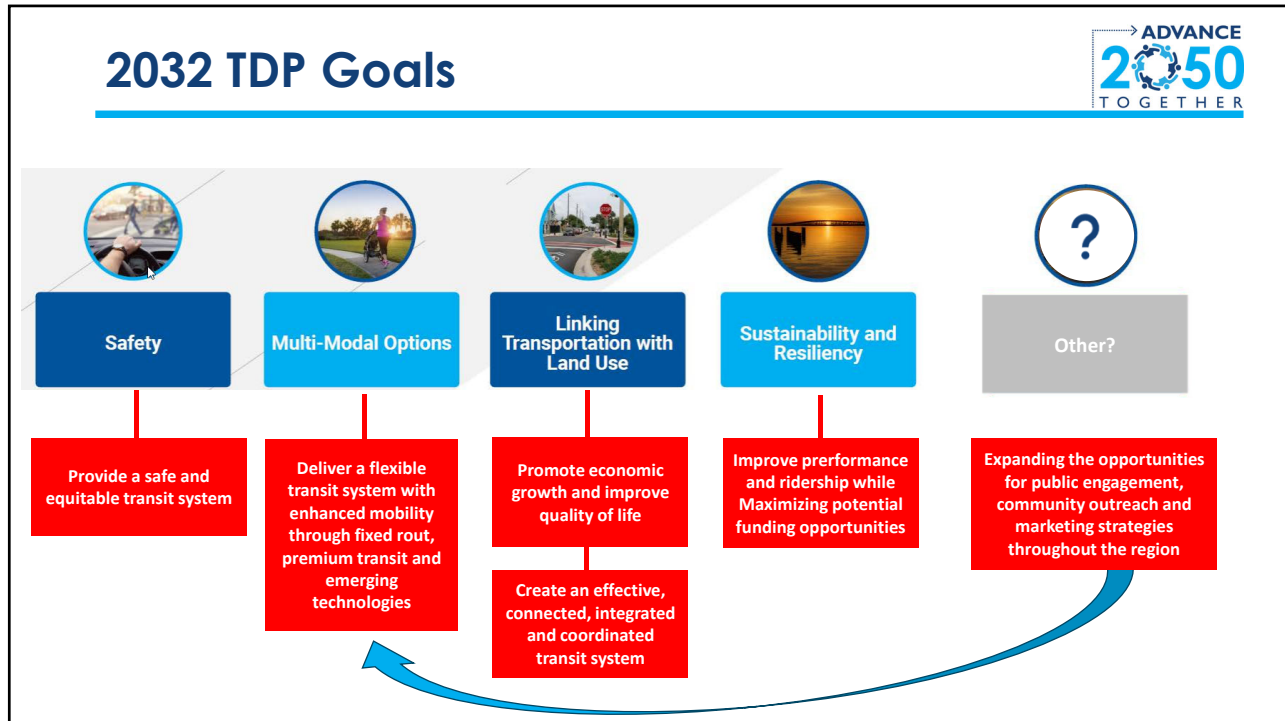 2032 TDP Goals
ADVANCE
2050
TOGETHER
Safety
Multi-Modal Options
Linking
Transportation with
Land Use
Sustainability and
Resiliency
?
Other?
STOP
Provide a safe and
equitable transit system
Deliver a flexible
transit system with
enhanced mobility
through fixed rout,
premium transit and
emerging
technologies
Promote economic
growth and improve
quality of life
Create an effective,
connected, integrated
and coordinated
transit system
Improve prerformance
and ridership while
Maximizing potential
funding opportunities
Expanding the opportunities
for public engagement,
community outreach and
marketing strategies
throughout the region